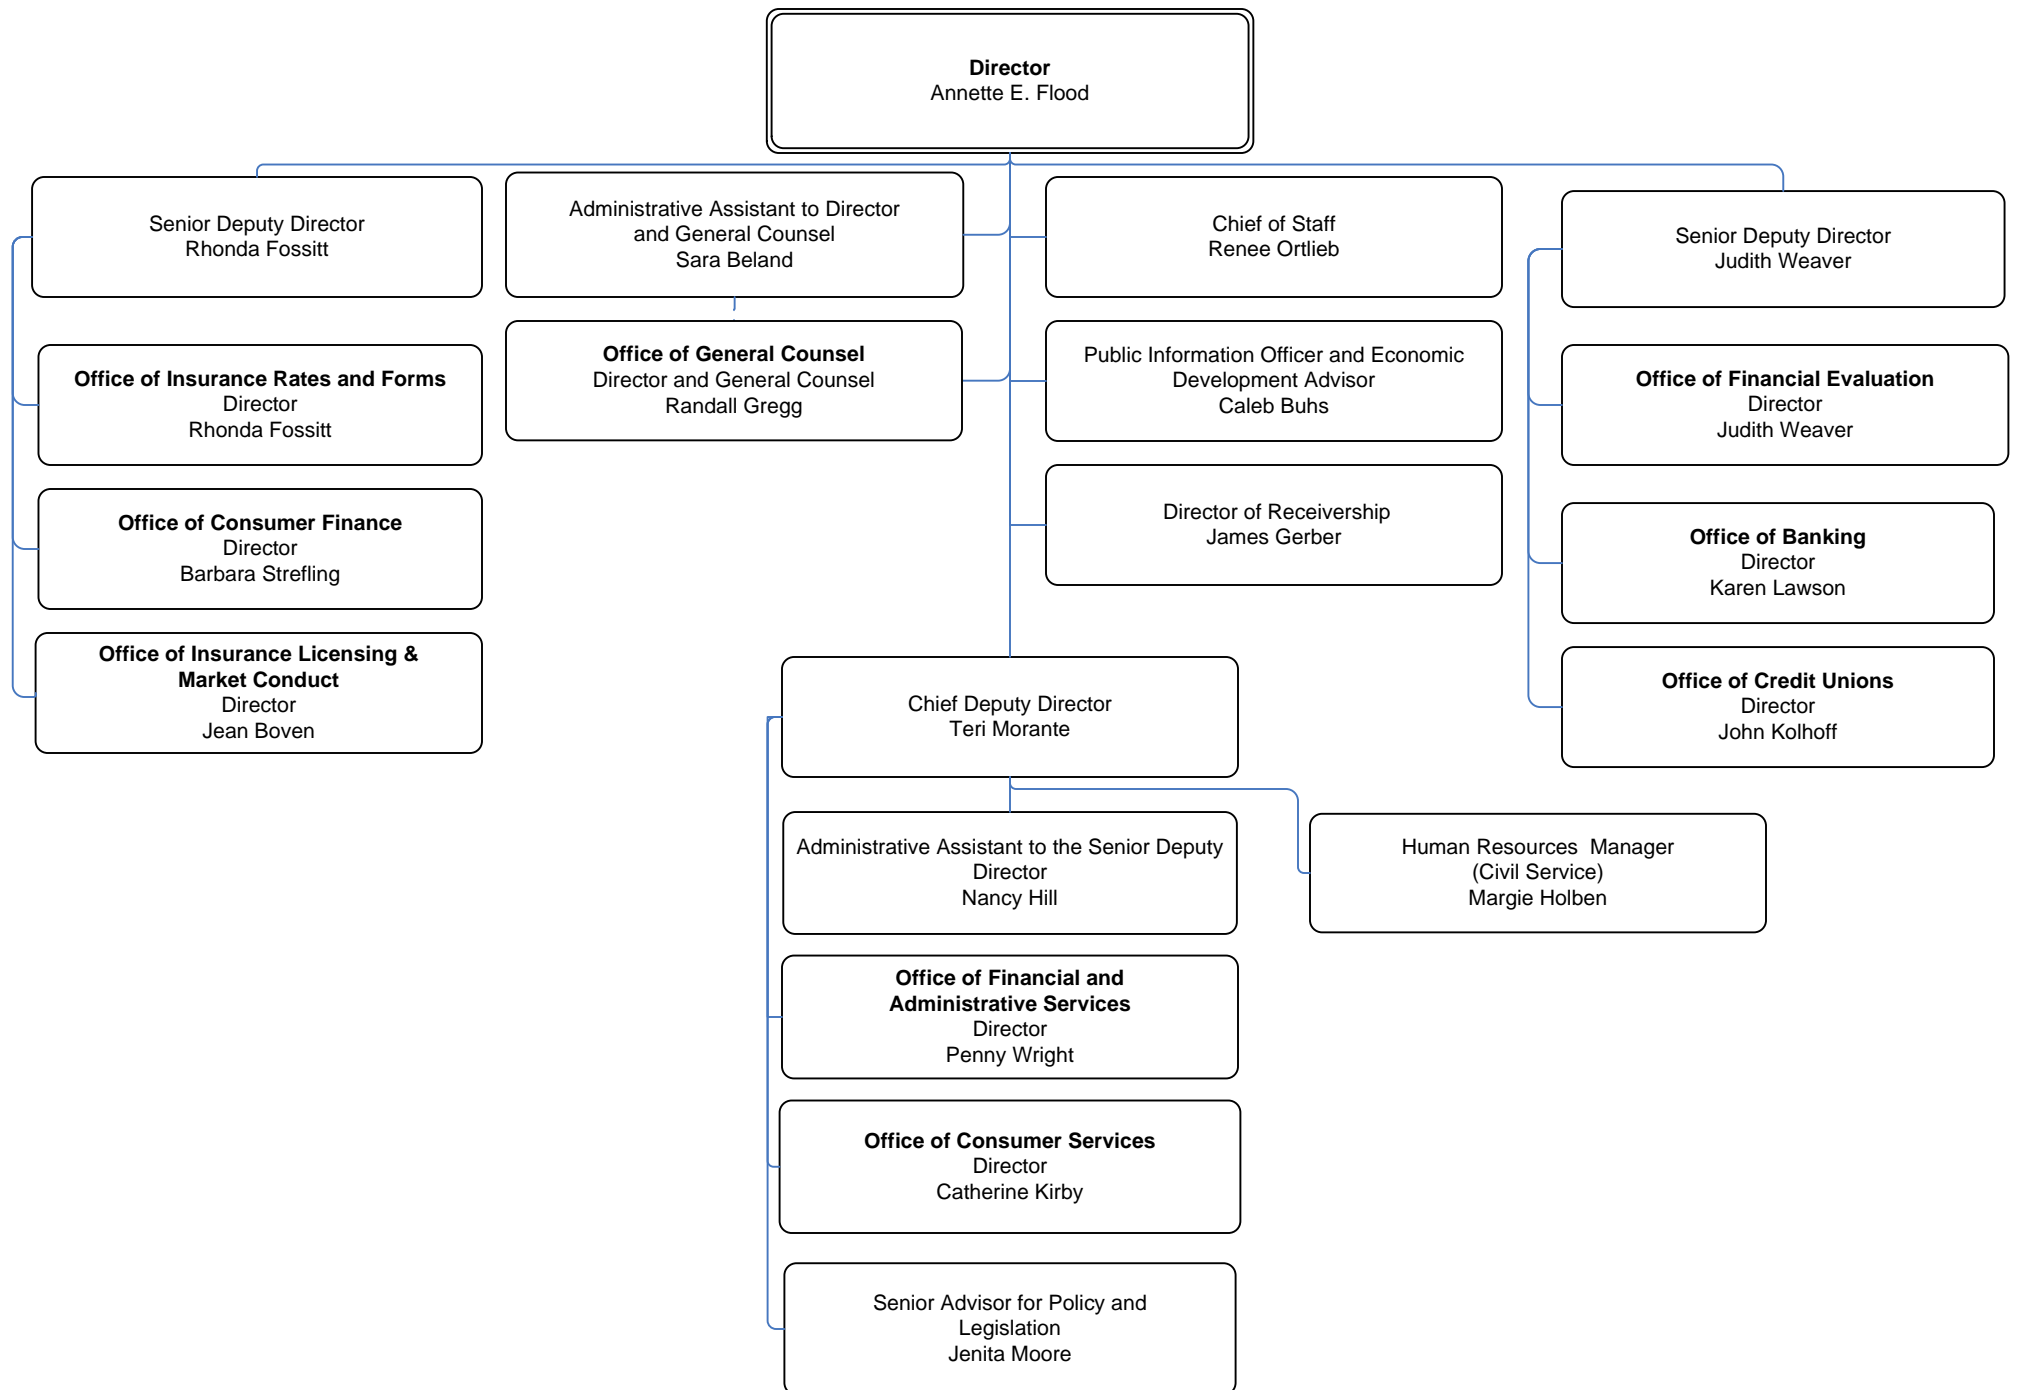 Director
Annette E. Flood
Senior Deputy Director
Rhonda Fossitt
Administrative Assistant to Director
and General Counsel
Sara Beland
Chief of Staff
Renee Ortlieb
Senior Deputy Director
Judith Weaver
Office of General Counsel
Director and General Counsel
Randall Gregg
Public Information Officer and Economic
Development Advisor
Caleb Buhs
Office of Insurance Rates and Forms
Director
Rhonda Fossitt
Office of Financial Evaluation
Director
Judith Weaver
Office of Consumer Finance
Director
Barbara Strefling
Director of Receivership
James Gerber
Office of Banking
Director
Karen Lawson
Office of Insurance Licensing &
Market Conduct
Director
Jean Boven
Chief Deputy Director
Teri Morante
Office of Credit Unions
Director
John Kolhoff
Administrative Assistant to the Senior Deputy
Director
Nancy Hill
Human Resources  Manager
(Civil Service)
Margie Holben
Office of Financial and
Administrative Services
Director
Penny Wright
Office of Consumer Services
Director
Catherine Kirby
Senior Advisor for Policy and
Legislation
Jenita Moore